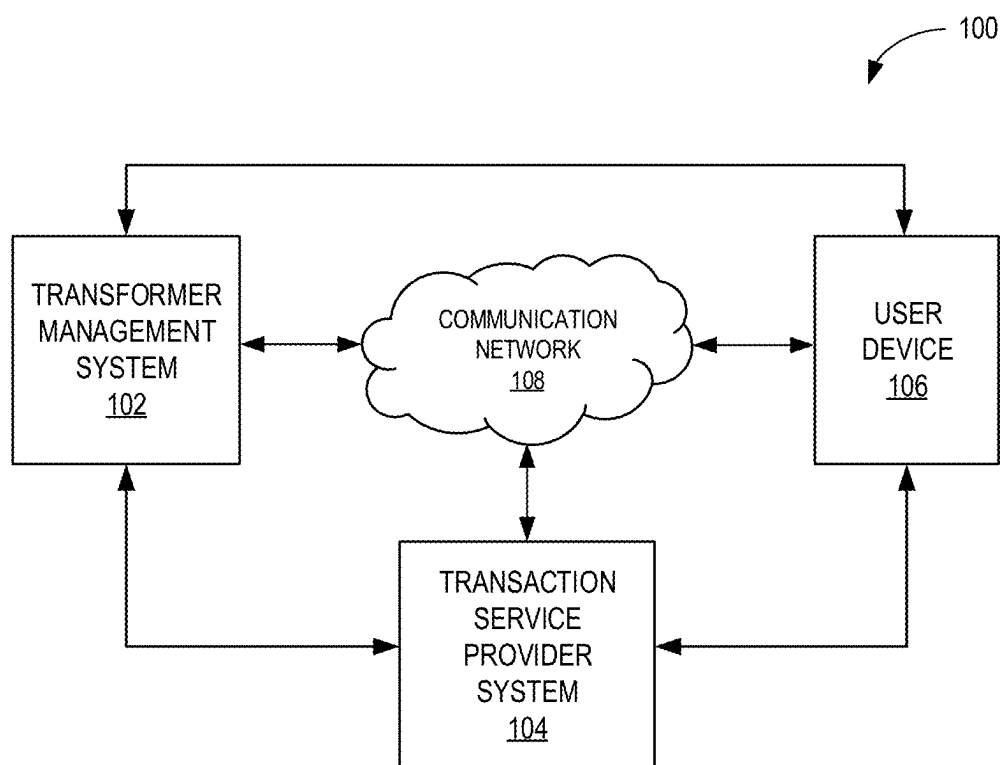 100
TRANSFORMER
MANAGEMENT
SYSTEM
102
COMMUNICATION
NETWORK
108
USER
DEVICE
106
TRANSACTION
SERVICE
PROVIDER
SYSTEM
104